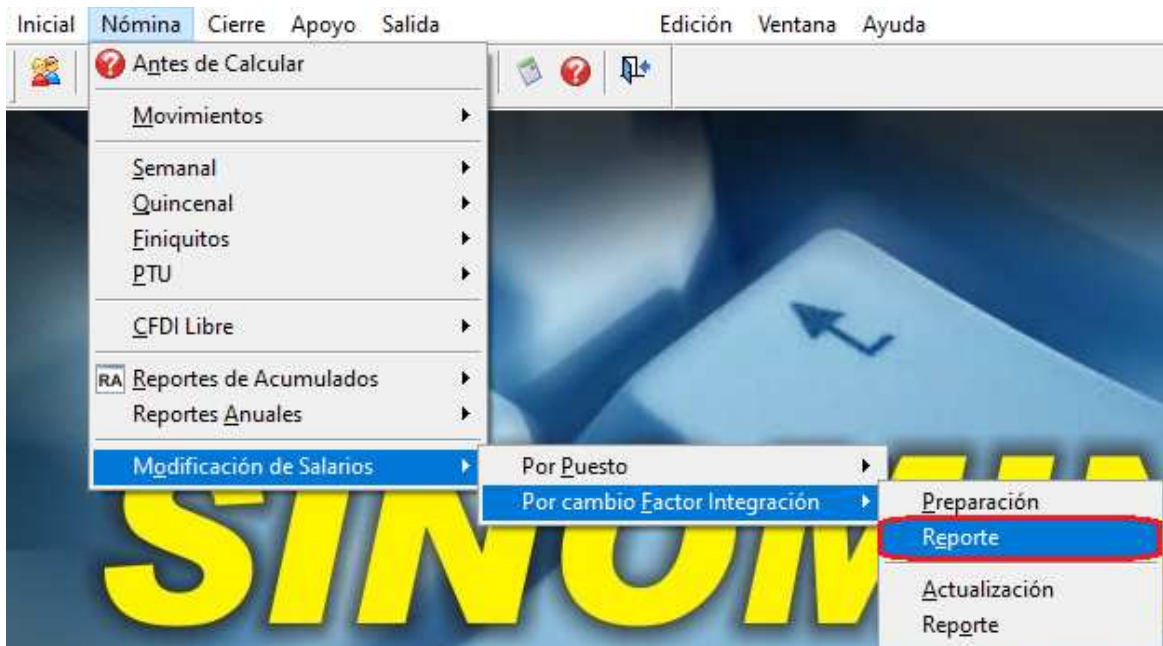 Inicial Nómina Cierre Apoyo Salida Edición Ventana Ayuda
Antes de Calcular
Movimientos
Semanal
Quincenal
Finiquitos
PTU
CFDI Libre
RA Reportes de Acumulados
Reportes Anuales
Modificación de Salarios
Por Puesto
Por cambio Factor Integración
Preparación
Reporte
Actualización
Reporte